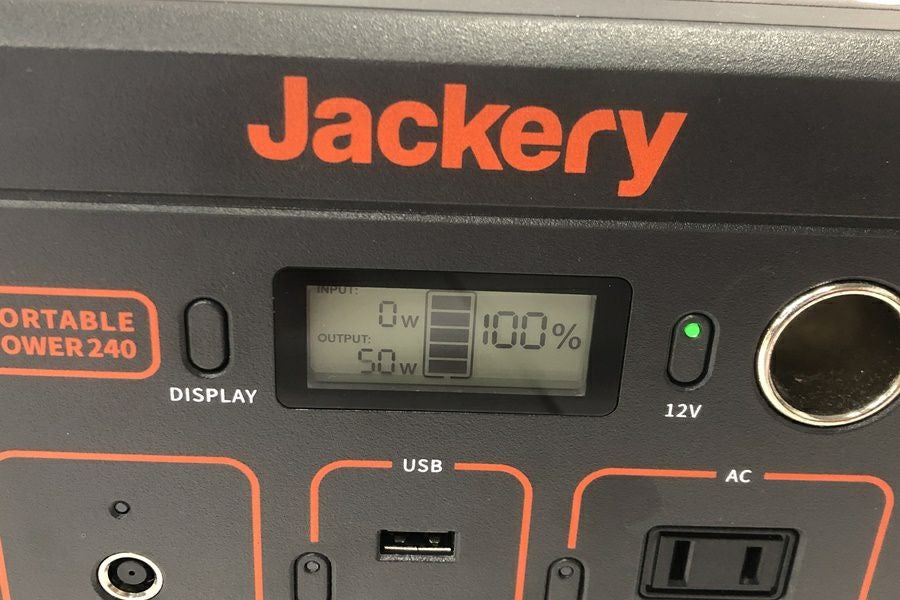 Jackery
ORTABLE
OWER 240
DISPLAY
INPUT:
0W
OUTPUT:
50W
100%
12V
USB
AC